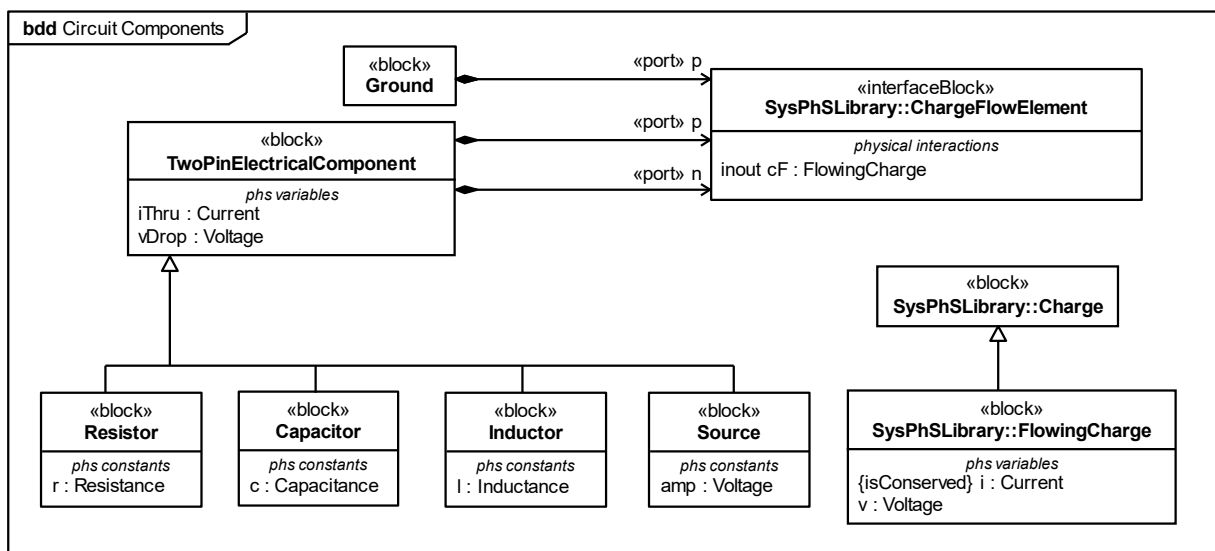 bdd Circuit Components
«block»
Ground
«port» p
«interfaceBlock»
SysPhSLibrary::ChargeFlowElement
physical interactions
inout cF : FlowingCharge
«block»
TwoPinElectricalComponent
phs variables
iThru : Current
vDrop : Voltage
«port» p
«port» n
«block»
SysPhSLibrary::Charge
«block»
Resistor
phs constants
r : Resistance
«block»
Capacitor
phs constants
c : Capacitance
«block»
Inductor
phs constants
l : Inductance
«block»
Source
phs constants
amp : Voltage
«block»
SysPhSLibrary::FlowingCharge
phs variables
{isConserved} i : Current
v : Voltage